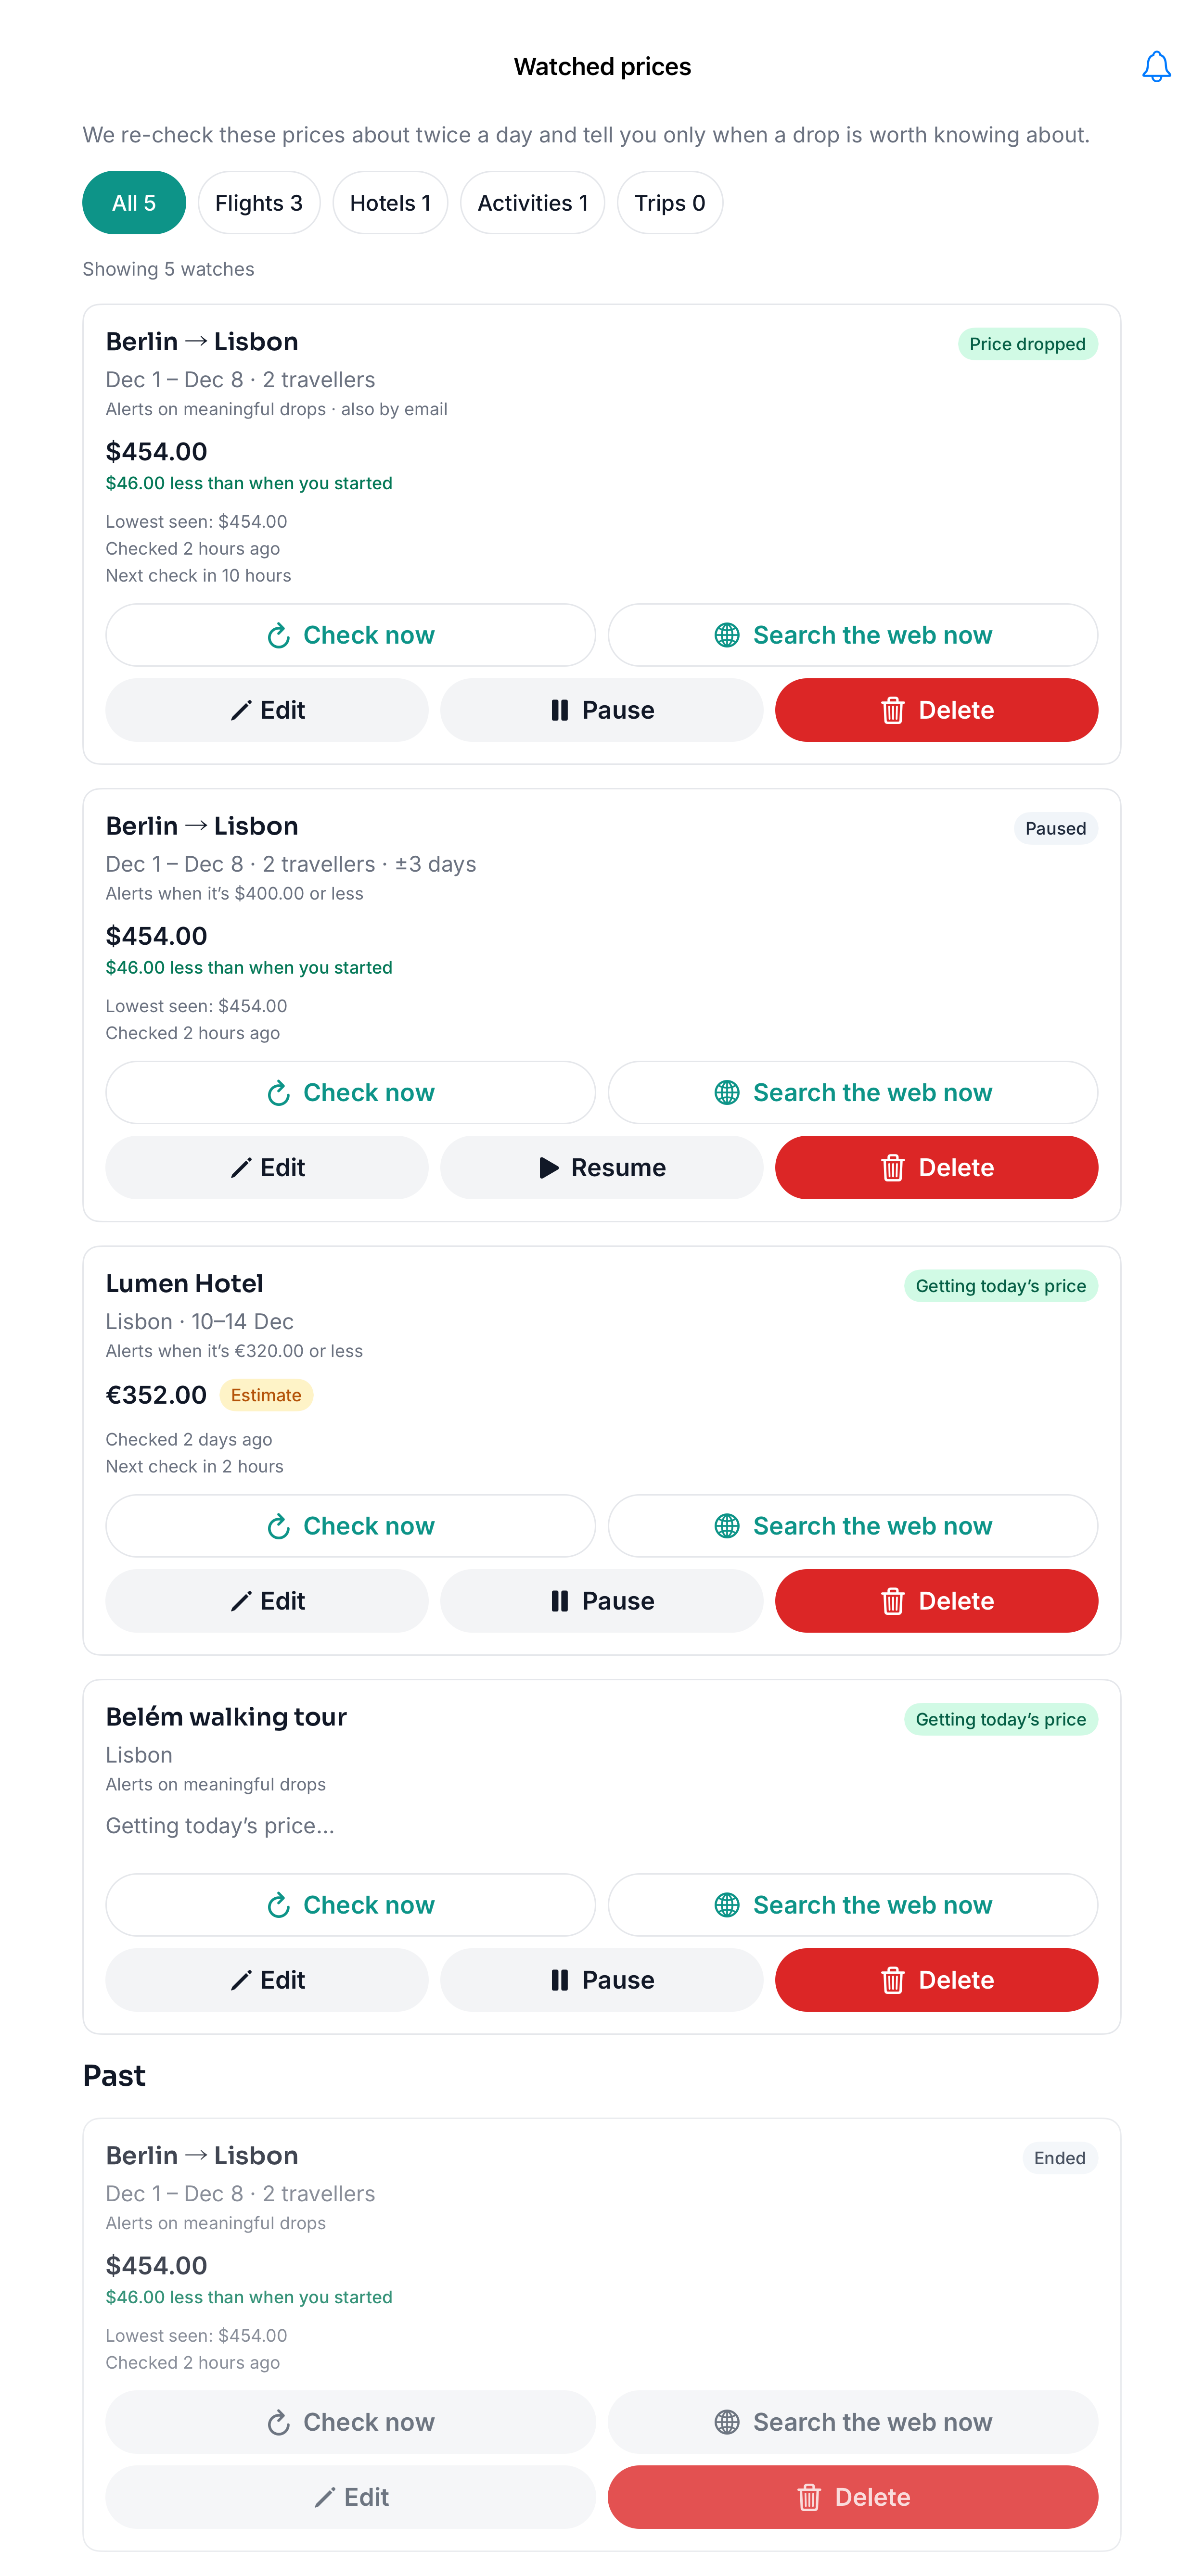 Watched prices
We re-check these prices about twice a day and tell you only when a drop is worth knowing about.
All 5
Flights 3
Hotels 1
Activities 1
Trips 0
Showing 5 watches
Berlin → Lisbon
Price dropped
Dec 1 – Dec 8 · 2 travellers
Alerts on meaningful drops · also by email
$454.00
$46.00 less than when you started
Lowest seen: $454.00
Checked 2 hours ago
Next check in 10 hours
Check now
Search the web now
Edit
Pause
Delete
Berlin → Lisbon
Paused
Dec 1 – Dec 8 · 2 travellers · ±3 days
Alerts when it’s $400.00 or less
$454.00
$46.00 less than when you started
Lowest seen: $454.00
Checked 2 hours ago
Check now
Search the web now
Edit
Resume
Delete
Lumen Hotel
Getting today’s price
Lisbon · 10–14 Dec
Alerts when it’s €320.00 or less
€352.00
Estimate
Checked 2 days ago
Next check in 2 hours
Check now
Search the web now
Edit
Pause
Delete
Belém walking tour
Getting today’s price
Lisbon
Alerts on meaningful drops
Getting today’s price…
Check now
Search the web now
Edit
Pause
Delete
Past
Berlin → Lisbon
Ended
Dec 1 – Dec 8 · 2 travellers
Alerts on meaningful drops
$454.00
$46.00 less than when you started
Lowest seen: $454.00
Checked 2 hours ago
Check now
Search the web now
Edit
Delete